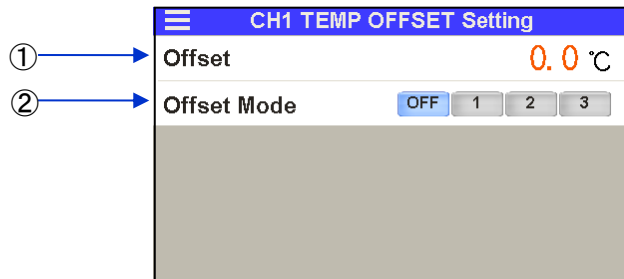 CH1 TEMP OFFSET Setting
① Offset 0.0 ℃
② Offset Mode OFF 1 2 3